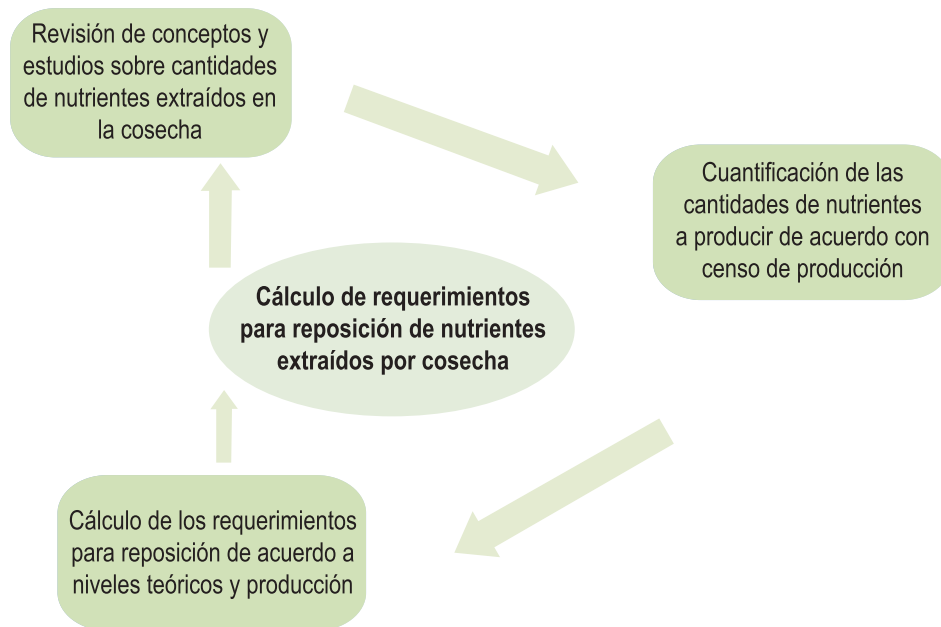 Revisión de conceptos y
estudios sobre cantidades
de nutrientes extraídos en
la cosecha
Cuantificación de las
cantidades de nutrientes
a producir de acuerdo con
censo de producción
Cálculo de requerimientos
para reposición de nutrientes
extraídos por cosecha
Cálculo de los requerimientos
para reposición de acuerdo a
niveles teóricos y producción